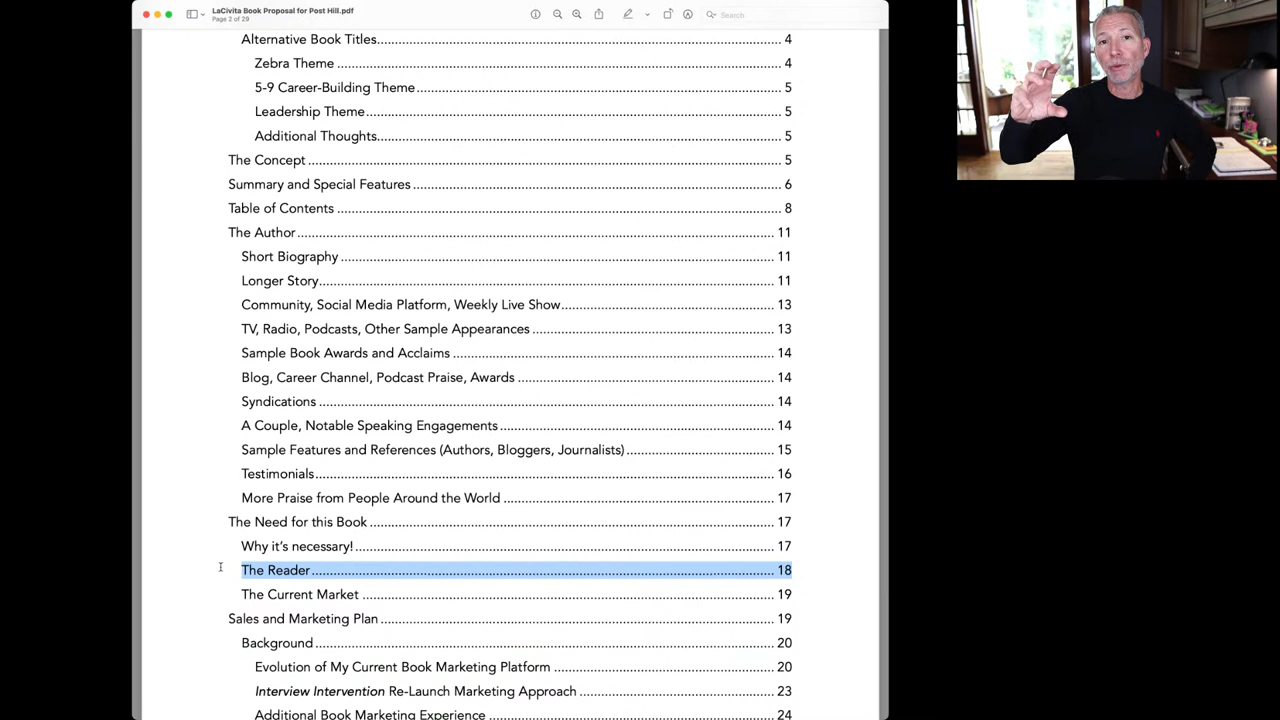 LaCivita Book Proposal for Post Hill.pdf
Page 2 of 29
Search
Alternative Book Titles 4
Zebra Theme 4
5-9 Career-Building Theme 5
Leadership Theme 5
Additional Thoughts 5
The Concept 5
Summary and Special Features 6
Table of Contents 8
The Author 11
Short Biography 11
Longer Story 11
Community, Social Media Platform, Weekly Live Show 13
TV, Radio, Podcasts, Other Sample Appearances 13
Sample Book Awards and Acclaims 14
Blog, Career Channel, Podcast Praise, Awards 14
Syndications 14
A Couple, Notable Speaking Engagements 14
Sample Features and References (Authors, Bloggers, Journalists) 15
Testimonials 16
More Praise from People Around the World 17
The Need for this Book 17
Why it's necessary! 17
The Reader 18
The Current Market 19
Sales and Marketing Plan 19
Background 20
Evolution of My Current Book Marketing Platform 20
Interview Intervention Re-Launch Marketing Approach 23
Additional Book Marketing Experience 24